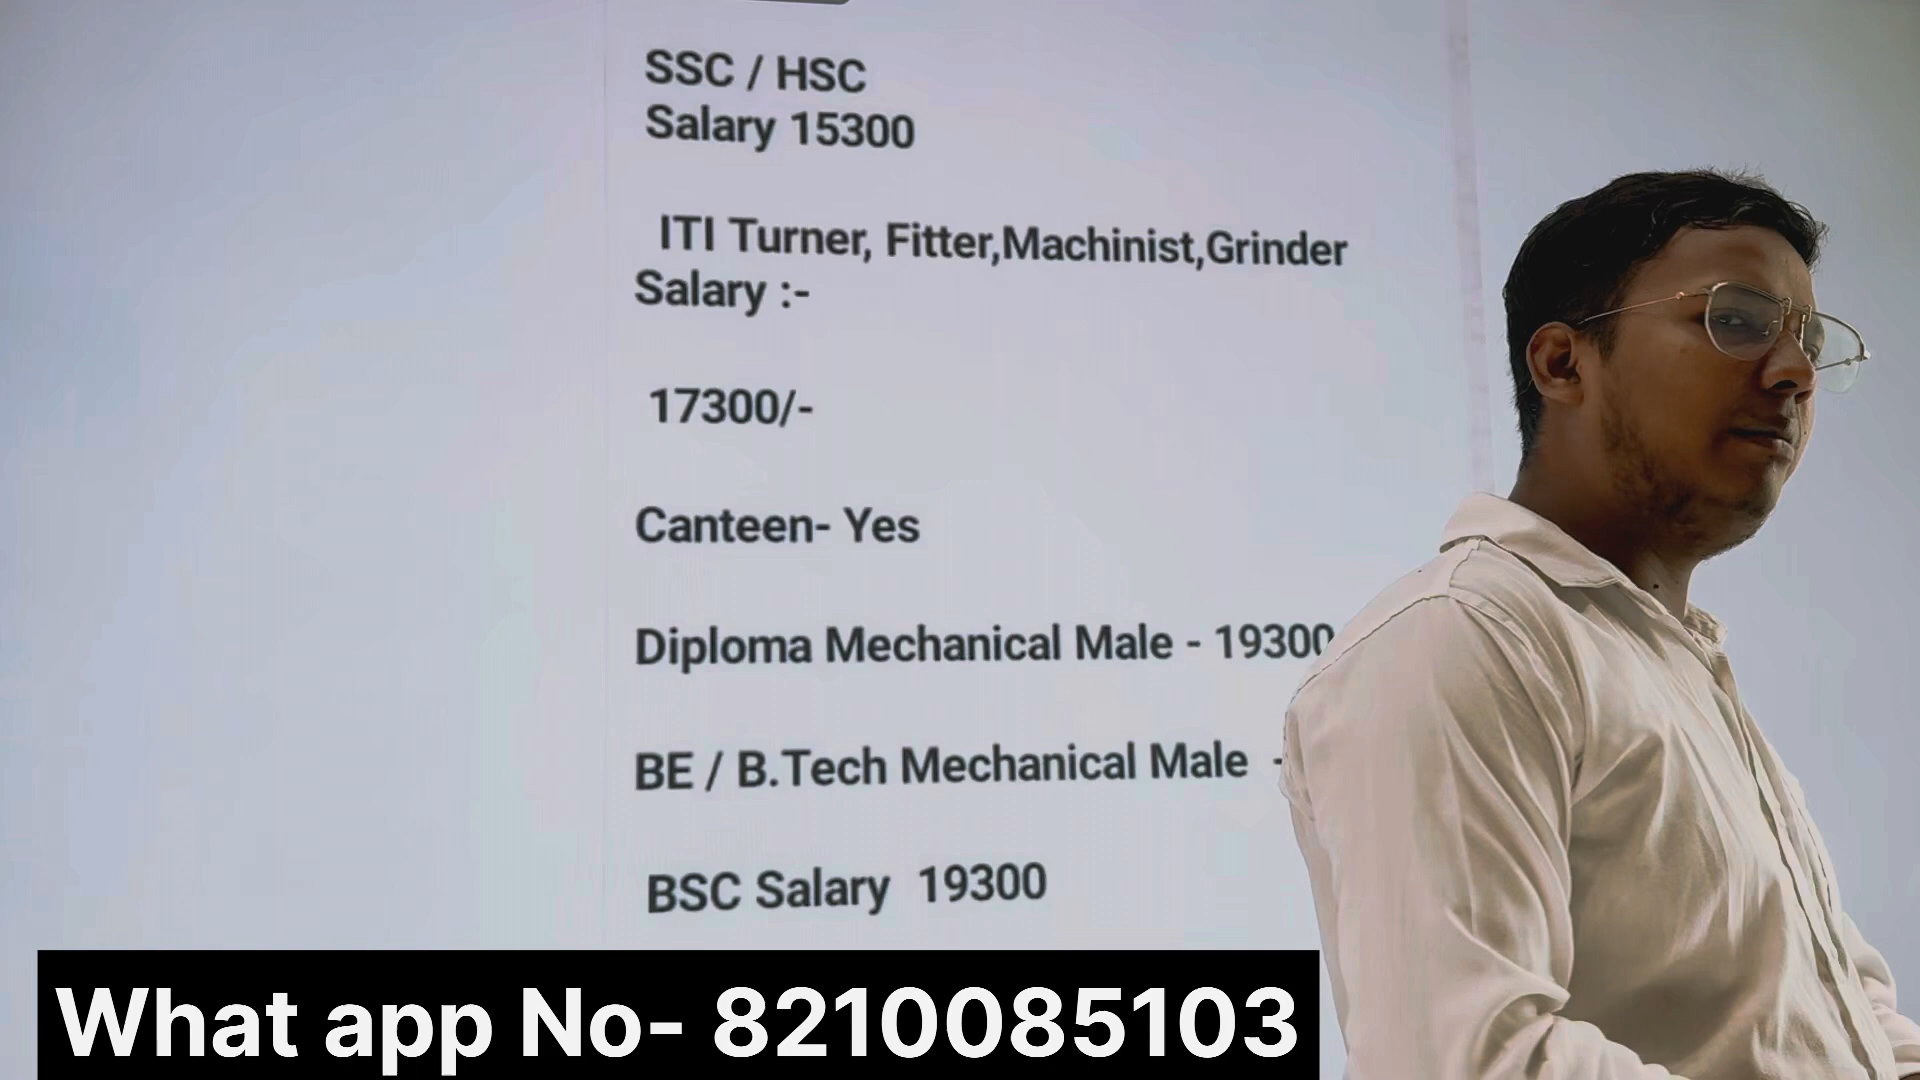 SSC / HSC
Salary 15300
ITI Turner, Fitter,Machinist,Grinder
Salary :-
17300/-
Canteen- Yes
Diploma Mechanical Male - 19300
BE / B.Tech Mechanical Male -
BSC Salary 19300
What app No- 8210085103